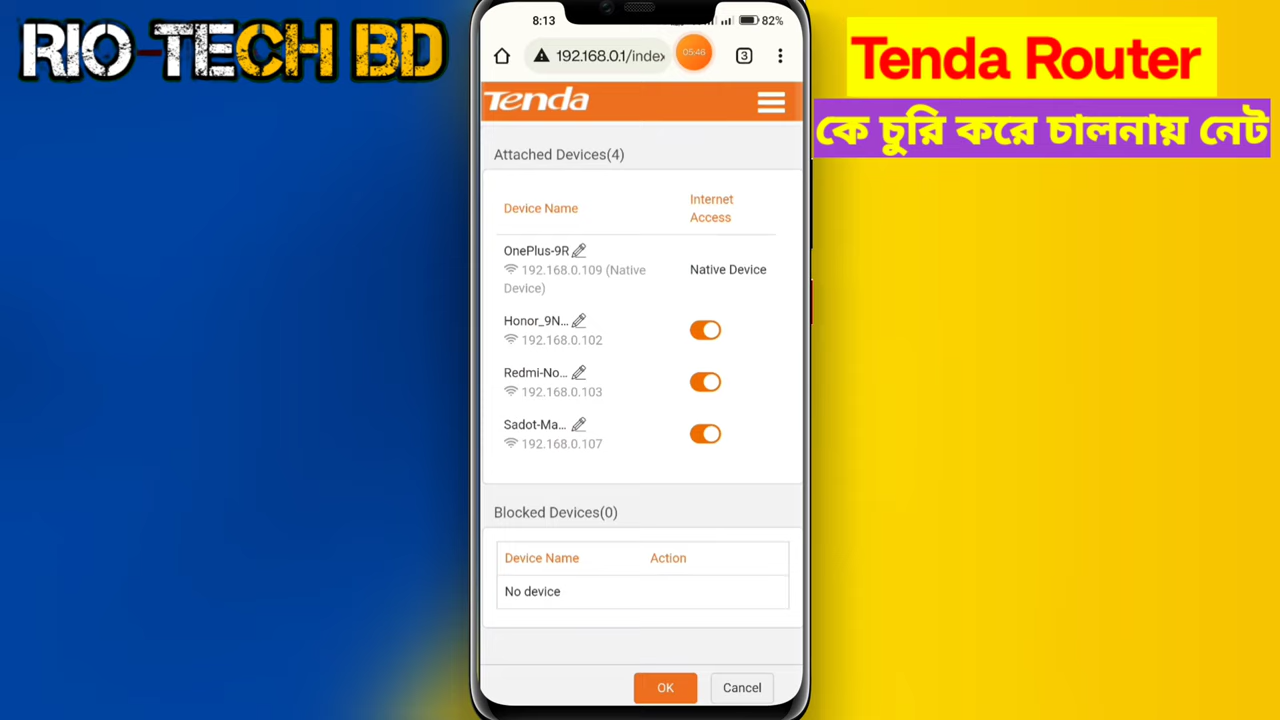 RIO-TECH BD
Tenda Router
কে চুরি করে চালনায় নেট
8:13
82%
192.168.0.1/index
05:46
3
Tenda
Attached Devices(4)
Device Name
Internet
Access
OnePlus-9R
192.168.0.109 (Native
Device)
Native Device
Honor_9N...
192.168.0.102
Redmi-No...
192.168.0.103
Sadot-Ma...
192.168.0.107
Blocked Devices(0)
Device Name Action
No device
OK Cancel